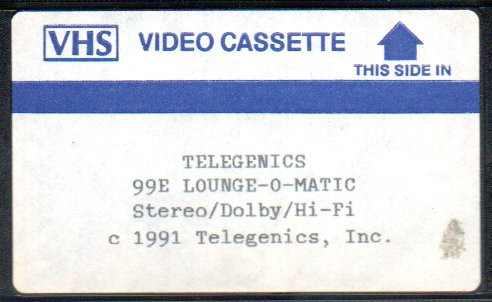 VHS VIDEO CASSETTE
THIS SIDE IN
TELEGENICS
99E LOUNGE-O-MATIC
Stereo/Dolby/Hi-Fi
c 1991 Telegenics, Inc.